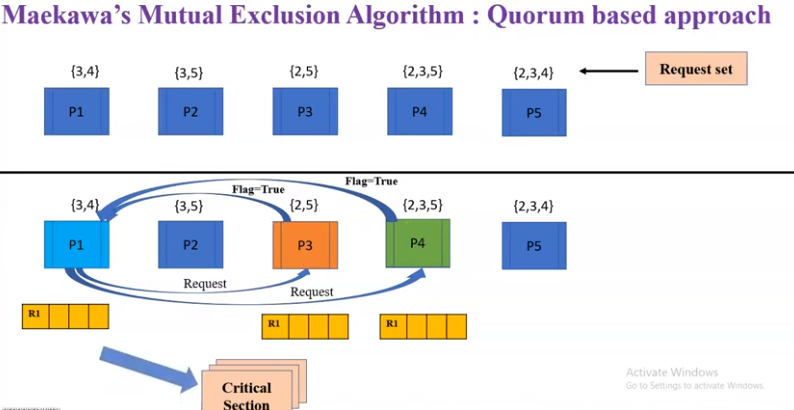 Maekawa's Mutual Exclusion Algorithm : Quorum based approach
{3,4} {3,5} {2,5} {2,3,5} {2,3,4} Request set
P1 P2 P3 P4 P5
Flag=True Flag=True
{3,4} {3,5} {2,5} {2,3,5} {2,3,4}
P1 P2 P3 P4 P5
Request Request
R1 R1 R1
Critical
Section
Activate Windows
Go to Settings to activate Windows.